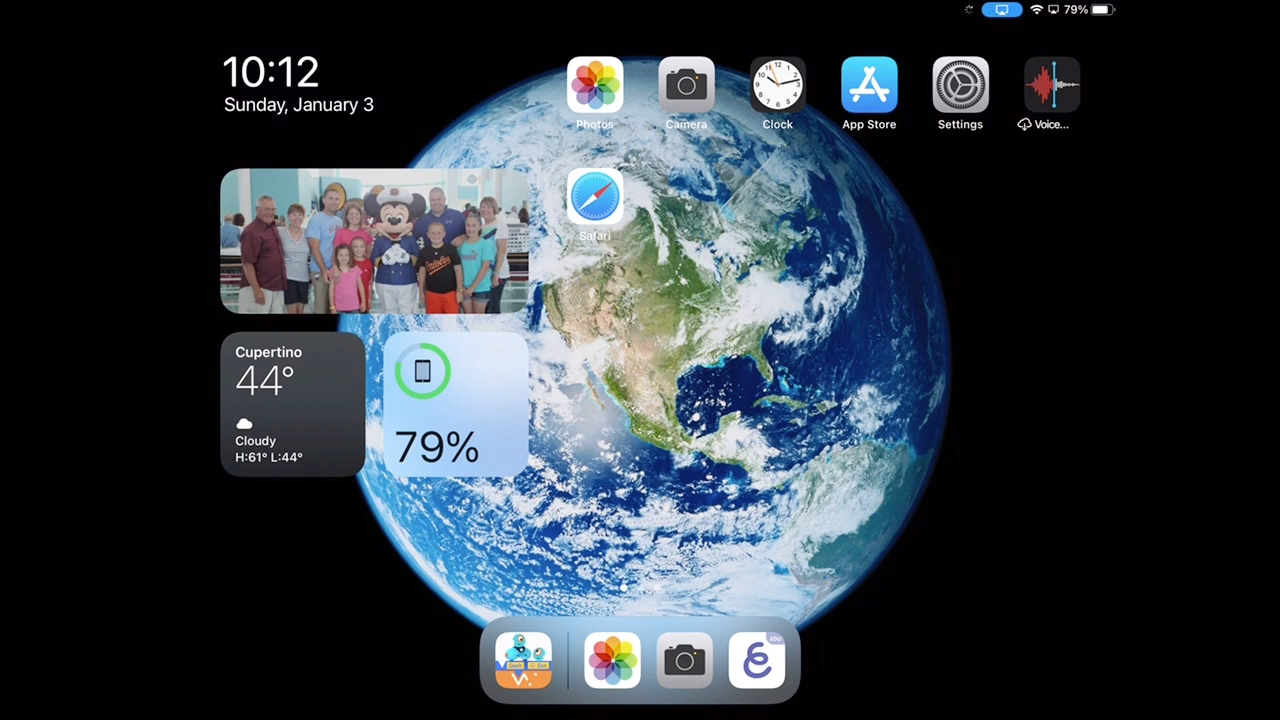 79%
10:12
Sunday, January 3
Photos
Camera
Clock
App Store
Settings
Voice...
Safari
Cupertino
44°
Cloudy
H:61° L:44°
79%
EDU